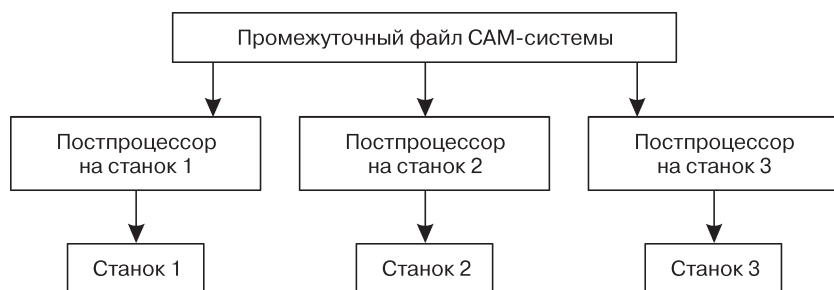 Промежуточный файл САМ-системы
Постпроцессор
на станок 1
Постпроцессор
на станок 2
Постпроцессор
на станок 3
Станок 1
Станок 2
Станок 3